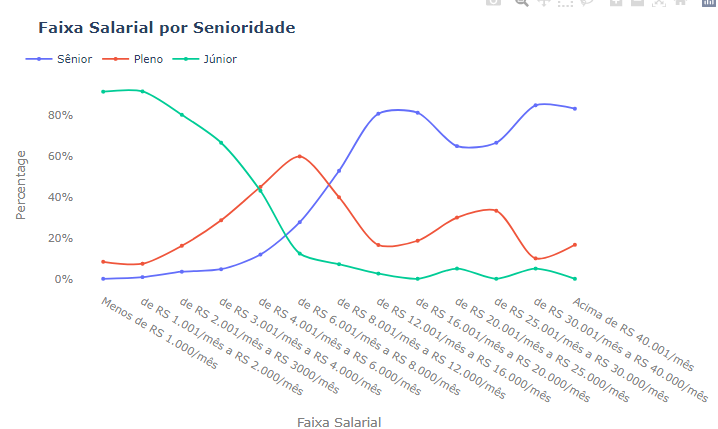 Faixa Salarial por Senioridade
Sênior
Pleno
Júnior
80%
60%
40%
20%
0%
Percentage
Menos de R$ 1.000/mês
de R$ 1.001/mês a R$ 2.000/mês
de R$ 2.001/mês a R$ 3000/mês
de R$ 3.001/mês a R$ 4.000/mês
de R$ 4.001/mês a R$ 6.000/mês
de R$ 6.001/mês a R$ 8.000/mês
de R$ 8.001/mês a R$ 12.000/mês
de R$ 12.001/mês a R$ 16.000/mês
de R$ 16.001/mês a R$ 20.000/mês
de R$ 20.001/mês a R$ 25.000/mês
de R$ 25.001/mês a R$ 30.000/mês
de R$ 30.001/mês a R$ 40.000/mês
Acima de R$ 40.001/mês
Faixa Salarial